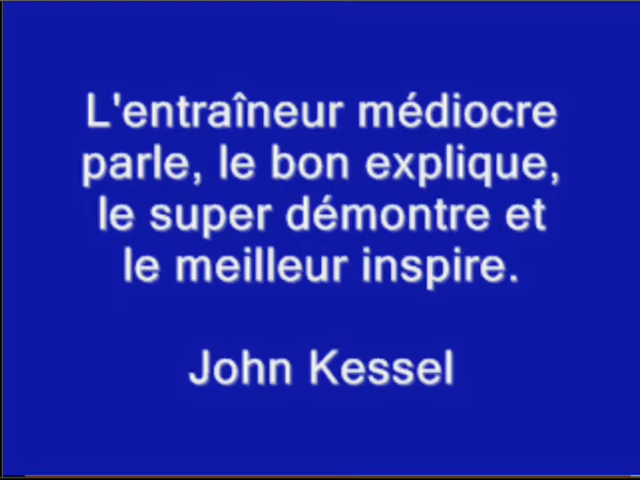 L'entraîneur médiocre
parle, le bon explique,
le super démontre et
le meilleur inspire.
John Kessel